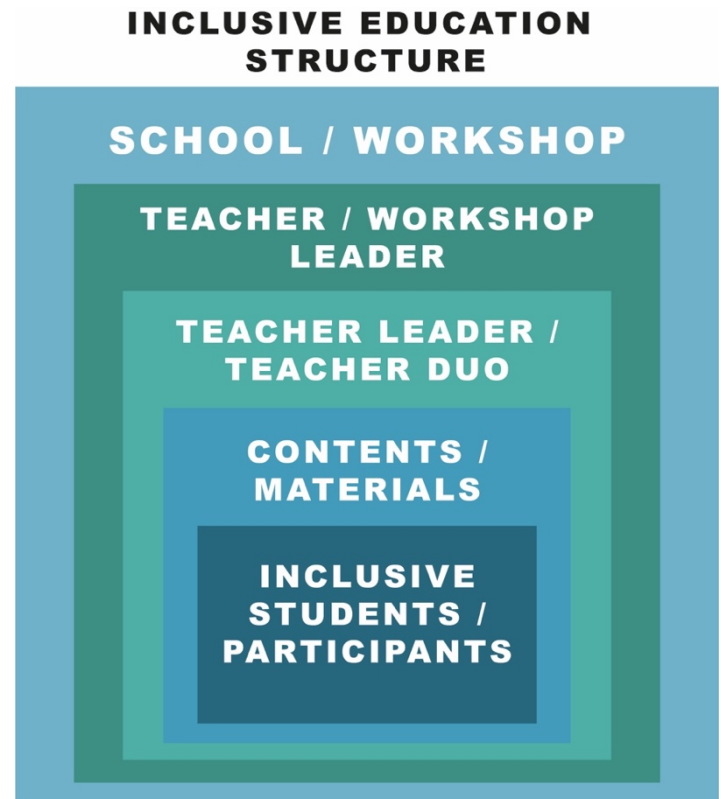 INCLUSIVE EDUCATION
STRUCTURE
SCHOOL / WORKSHOP
TEACHER / WORKSHOP
LEADER
TEACHER LEADER /
TEACHER DUO
CONTENTS /
MATERIALS
INCLUSIVE
STUDENTS /
PARTICIPANTS